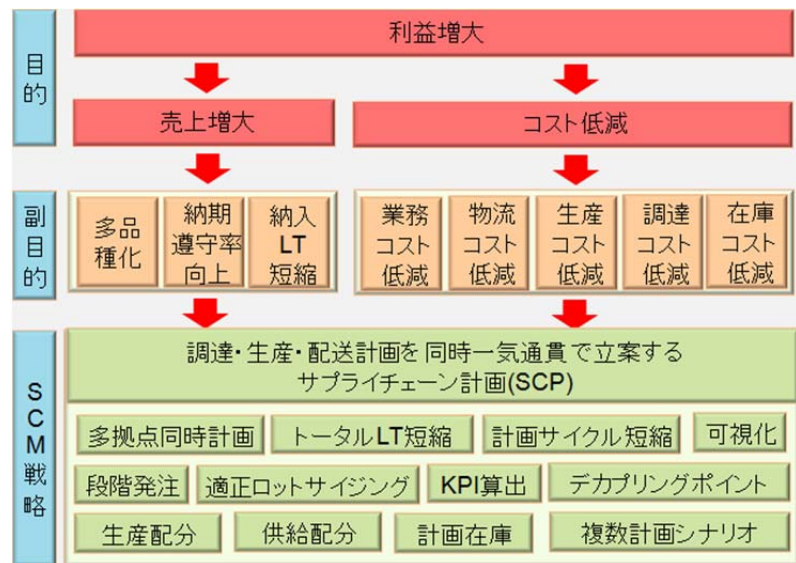 目的
利益増大
売上増大
コスト低減
副目的
多品
種化
納期
遵守率
向上
納入
LT
短縮
業務
コスト
低減
物流
コスト
低減
生産
コスト
低減
調達
コスト
低減
在庫
コスト
低減
SCM戦略
調達・生産・配送計画を同時一気通貫で立案する
サプライチェーン計画(SCP)
多拠点同時計画
トータルLT短縮
計画サイクル短縮
可視化
段階発注
適正ロットサイジング
KPI算出
デカプリングポイント
生産配分
供給配分
計画在庫
複数計画シナリオ